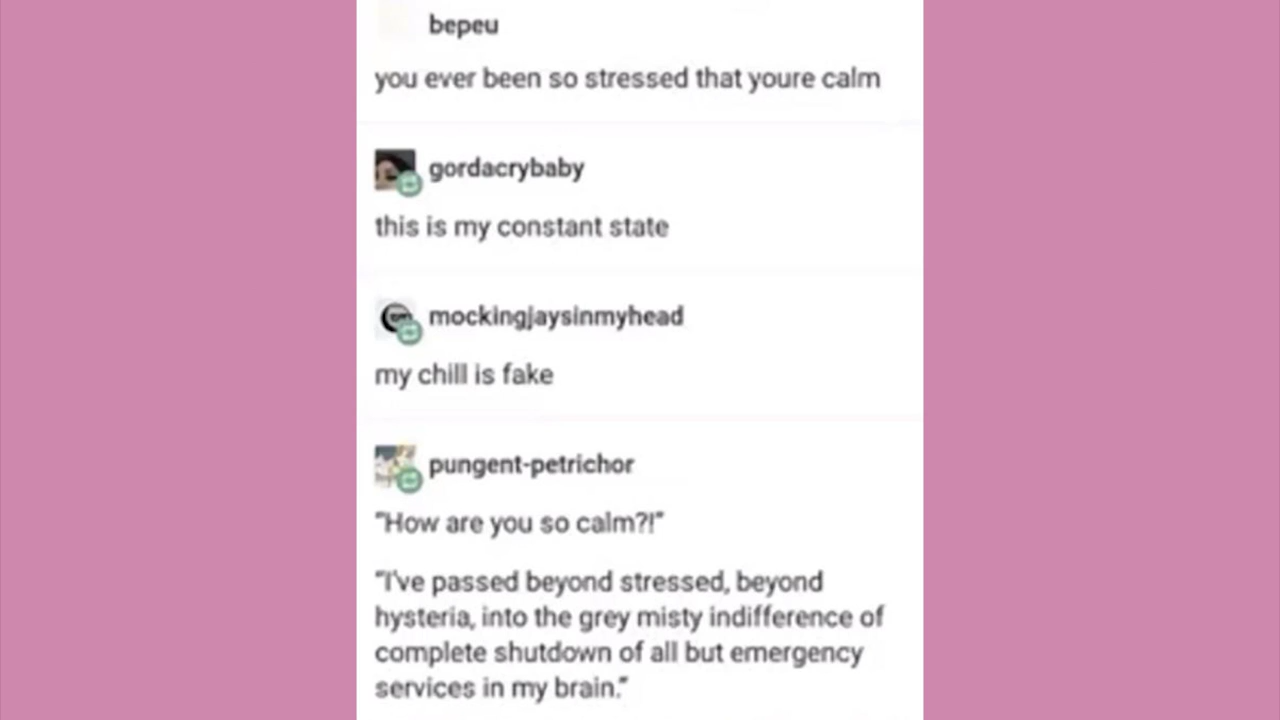 bepeu
you ever been so stressed that youre calm
gordacrybaby
this is my constant state
mockingjaysinmyhead
my chill is fake
pungent-petrichor
"How are you so calm?!"
"I've passed beyond stressed, beyond
hysteria, into the grey misty indifference of
complete shutdown of all but emergency
services in my brain."